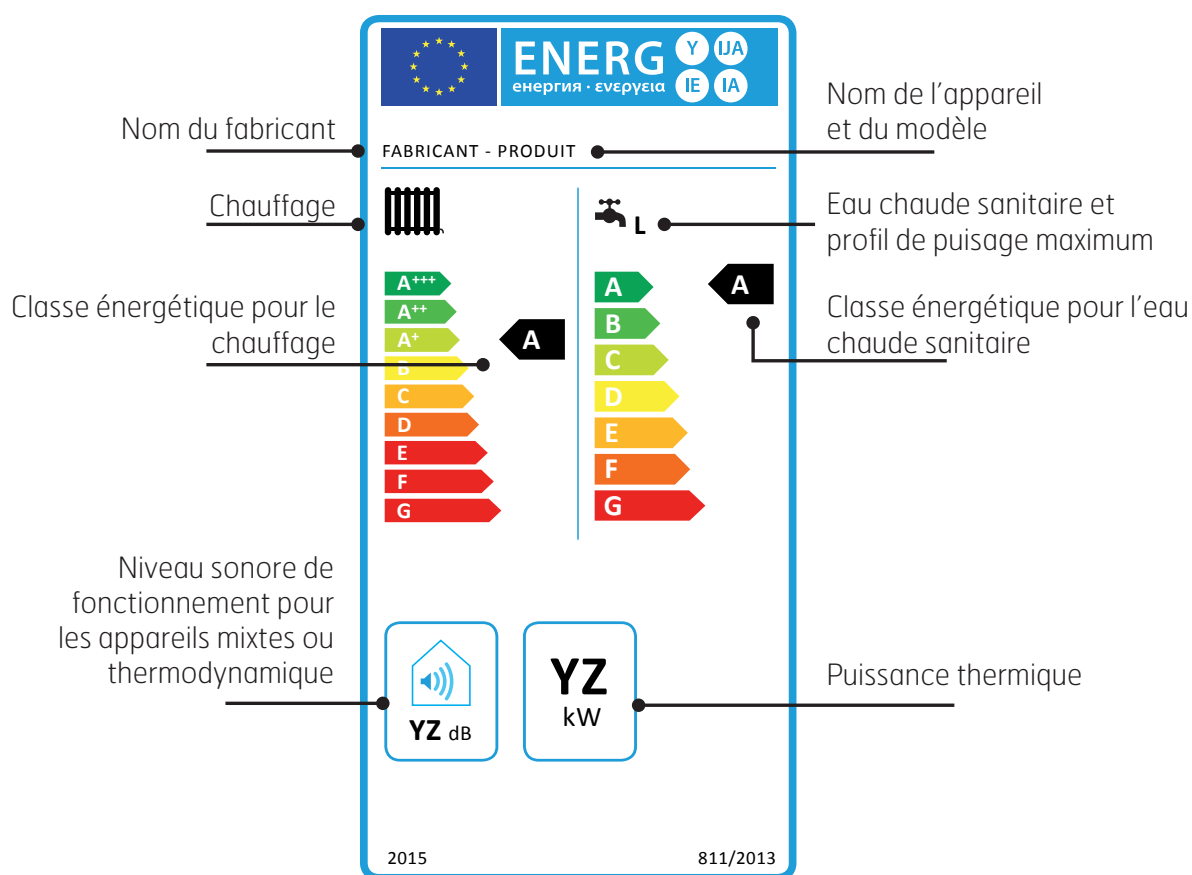 ENERG Y IJA
енергия · ενεργεια IE IA
Nom du fabricant
Nom de l'appareil
et du modèle
FABRICANT - PRODUIT
Chauffage
L
Eau chaude sanitaire et
profil de puisage maximum
Classe énergétique pour le
chauffage
A+++
A++
A+
B
C
D
E
F
G
A
A
B
C
D
E
F
G
A
Classe énergétique pour l'eau
chaude sanitaire
Niveau sonore de
fonctionnement pour
les appareils mixtes ou
thermodynamique
YZ dB
YZ
kW
Puissance thermique
2015
811/2013